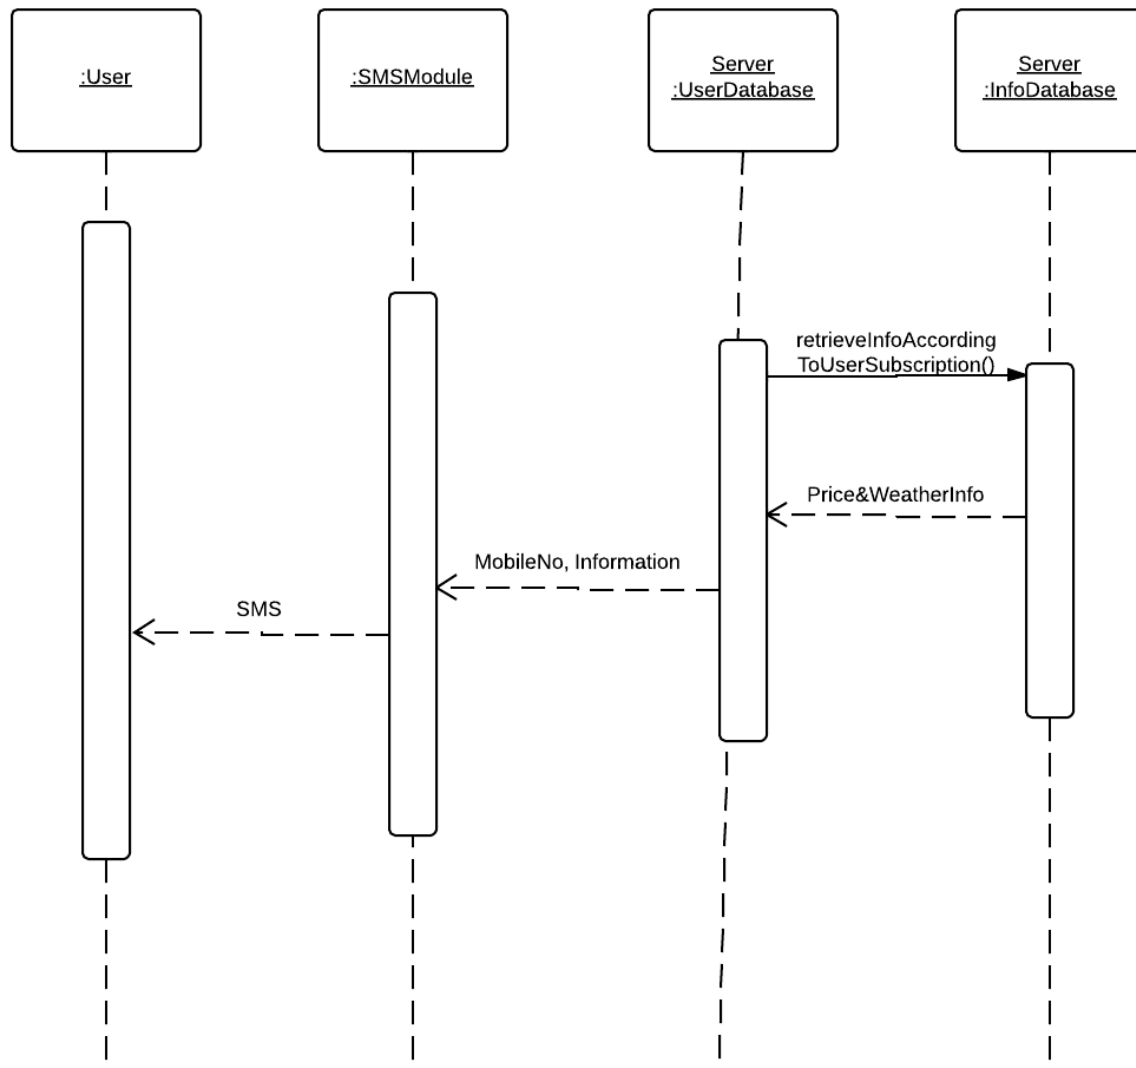 :User
:SMSModule
Server
:UserDatabase
Server
:InfoDatabase
retrieveInfoAccording
ToUserSubscription()
Price&WeatherInfo
MobileNo, Information
SMS